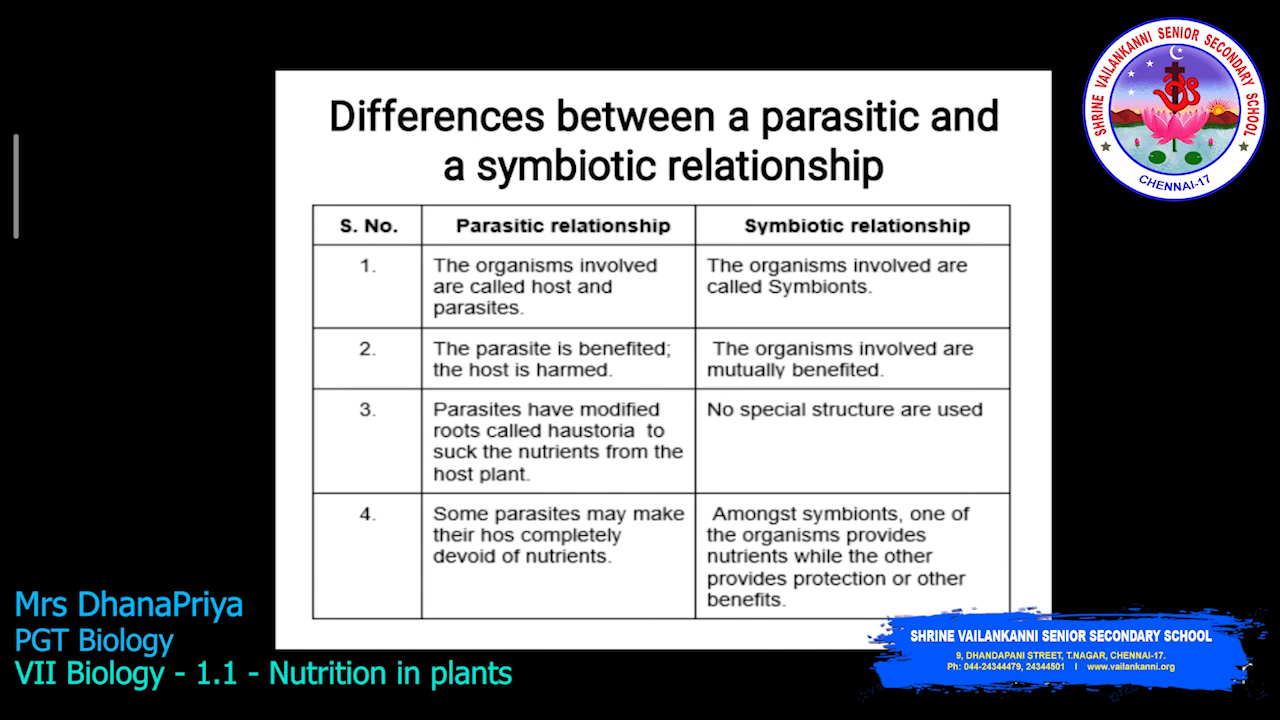 Differences between a parasitic and
a symbiotic relationship
S. No.
Parasitic relationship
Symbiotic relationship
1.
The organisms involved
are called host and
parasites.
The organisms involved are
called Symbionts.
2.
The parasite is benefited;
the host is harmed.
The organisms involved are
mutually benefited.
3.
Parasites have modified
roots called haustoria to
suck the nutrients from the
host plant.
No special structure are used
4.
Some parasites may make
their hos completely
devoid of nutrients.
Amongst symbionts, one of
the organisms provides
nutrients while the other
provides protection or other
benefits.
SHRINE VAILANKANNI SENIOR SECONDARY SCHOOL
CHENNAI-17
Mrs DhanaPriya
PGT Biology
VII Biology - 1.1 - Nutrition in plants
SHRINE VAILANKANNI SENIOR SECONDARY SCHOOL
9, DHANDAPANI STREET, T.NAGAR, CHENNAI-17.
Ph: 044-24344479, 24344501 I www.vailankanni.org